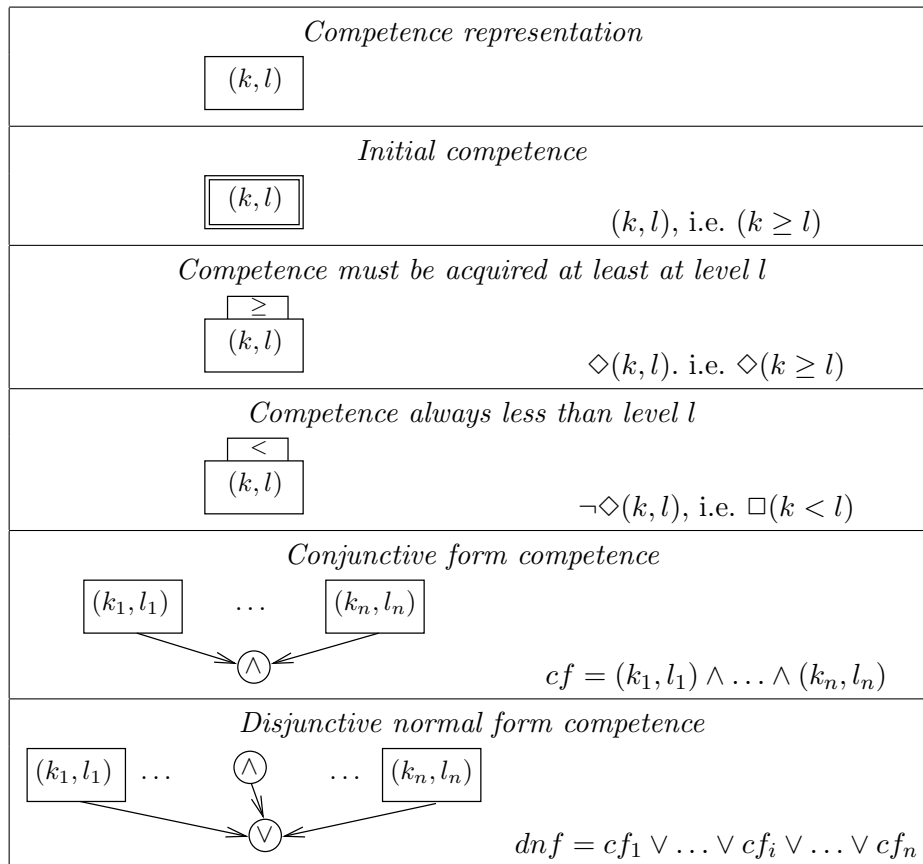 Competence representation
(k, l)
Initial competence
(k, l)
(k, l), i.e. (k ≥ l)
Competence must be acquired at least at level l
≥
(k, l)
◇(k, l). i.e. ◇(k ≥ l)
Competence always less than level l
<
(k, l)
¬◇(k, l), i.e. □(k < l)
Conjunctive form competence
(k₁, l₁) ... (kₙ, lₙ)
∧
cf = (k₁, l₁) ∧ ... ∧ (kₙ, lₙ)
Disjunctive normal form competence
(k₁, l₁) ... ∧ ... (kₙ, lₙ)
∨
dnf = cf₁ ∨ ... ∨ cfᵢ ∨ ... ∨ cfₙ